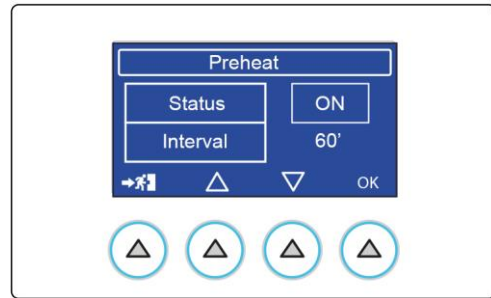 Preheat
Status ON
Interval 60’
OK